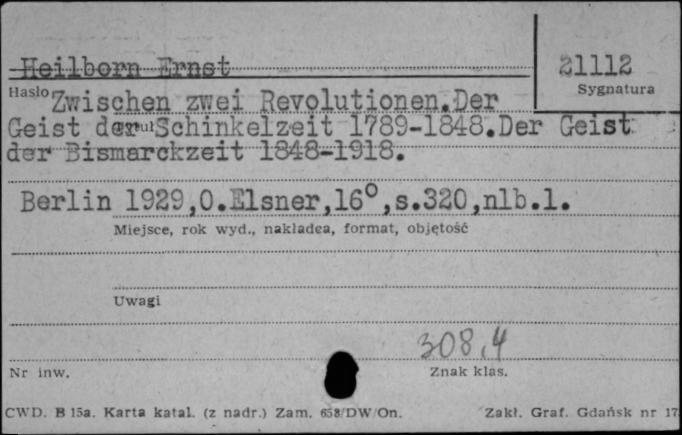 Heilborn Ernst
21112
Hasło
Sygnatura
Zwischen zwei Revolutionen.Der
Geist der Schinkelzeit 1789-1848.Der Geist
der Bismarckzeit 1848-1918.
Berlin 1929,O.Elsner,16°,s.320,nlb.1.
Miejsce, rok wyd., nakładca, format, objętość
Uwagi
308,4
Nr inw.
Znak klas.
CWD. B 15a. Karta katal. (z nadr.) Zam. 658/DW/On.
Zakł. Graf. Gdańsk nr 17